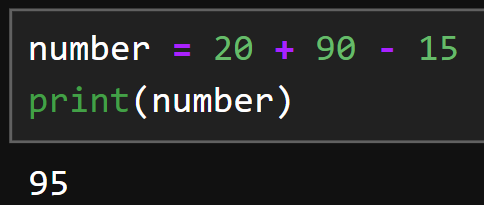 number = 20 + 90 - 15
print(number)
95